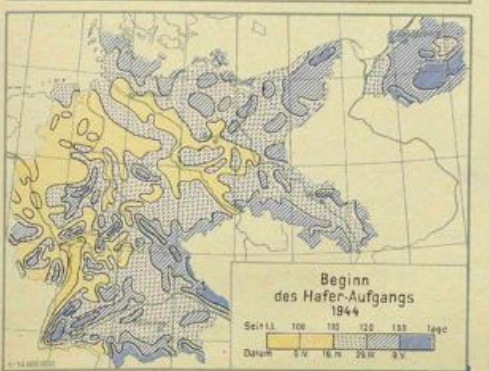 Beginn
des Hafer-Aufgangs
1944
Seit 1.1. 100 110 120 130 Tage
Datum 9. IV. 19. IV. 29. IV. 9. V.